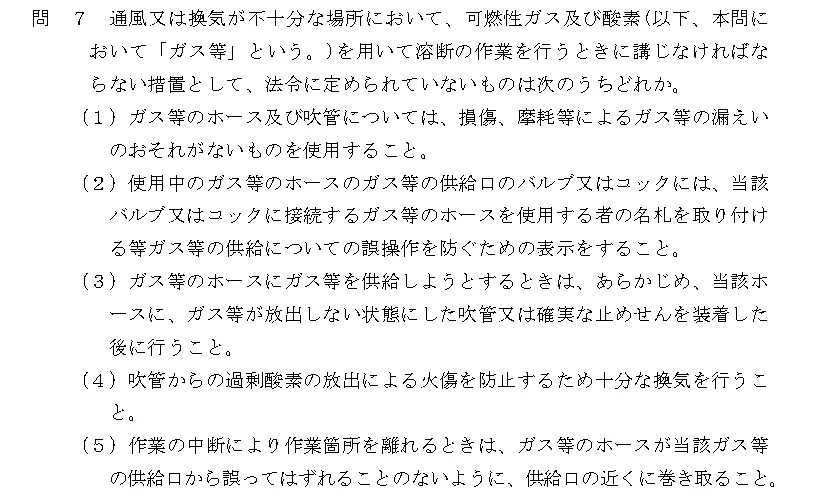 問　７　通風又は換気が不十分な場所において、可燃性ガス及び酸素(以下、本問に
おいて「ガス等」という。)を用いて溶断の作業を行うときに講じなければな
らない措置として、法令に定められていないものは次のうちどれか。
（１）ガス等のホース及び吹管については、損傷、摩耗等によるガス等の漏えい
のおそれがないものを使用すること。
（２）使用中のガス等のホースのガス等の供給口のバルブ又はコックには、当該
バルブ又はコックに接続するガス等のホースを使用する者の名札を取り付け
る等ガス等の供給についての誤操作を防ぐための表示をすること。
（３）ガス等のホースにガス等を供給しようとするときは、あらかじめ、当該ホ
ースに、ガス等が放出しない状態にした吹管又は確実な止めせんを装着した
後に行うこと。
（４）吹管からの過剰酸素の放出による火傷を防止するため十分な換気を行うこ
と。
（５）作業の中断により作業箇所を離れるときは、ガス等のホースが当該ガス等
の供給口から誤ってはずれることのないように、供給口の近くに巻き取ること。